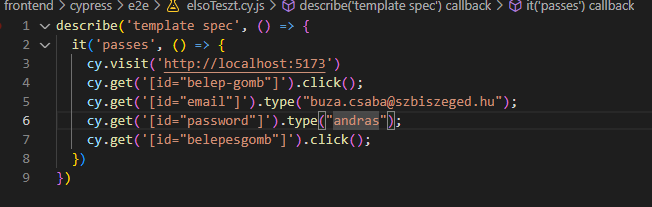 frontend > cypress > e2e > elsoTeszt.cy.js > describe('template spec') callback > it('passes') callback
1 describe('template spec', () => {
2 it('passes', () => {
3 cy.visit('http://localhost:5173')
4 cy.get('[id="belep-gomb"]').click();
5 cy.get('[id="email"]').type("buza.csaba@szbiszeged.hu");
6 cy.get('[id="password"]').type("andras");
7 cy.get('[id="belepesgomb"]').click();
8 })
9 })